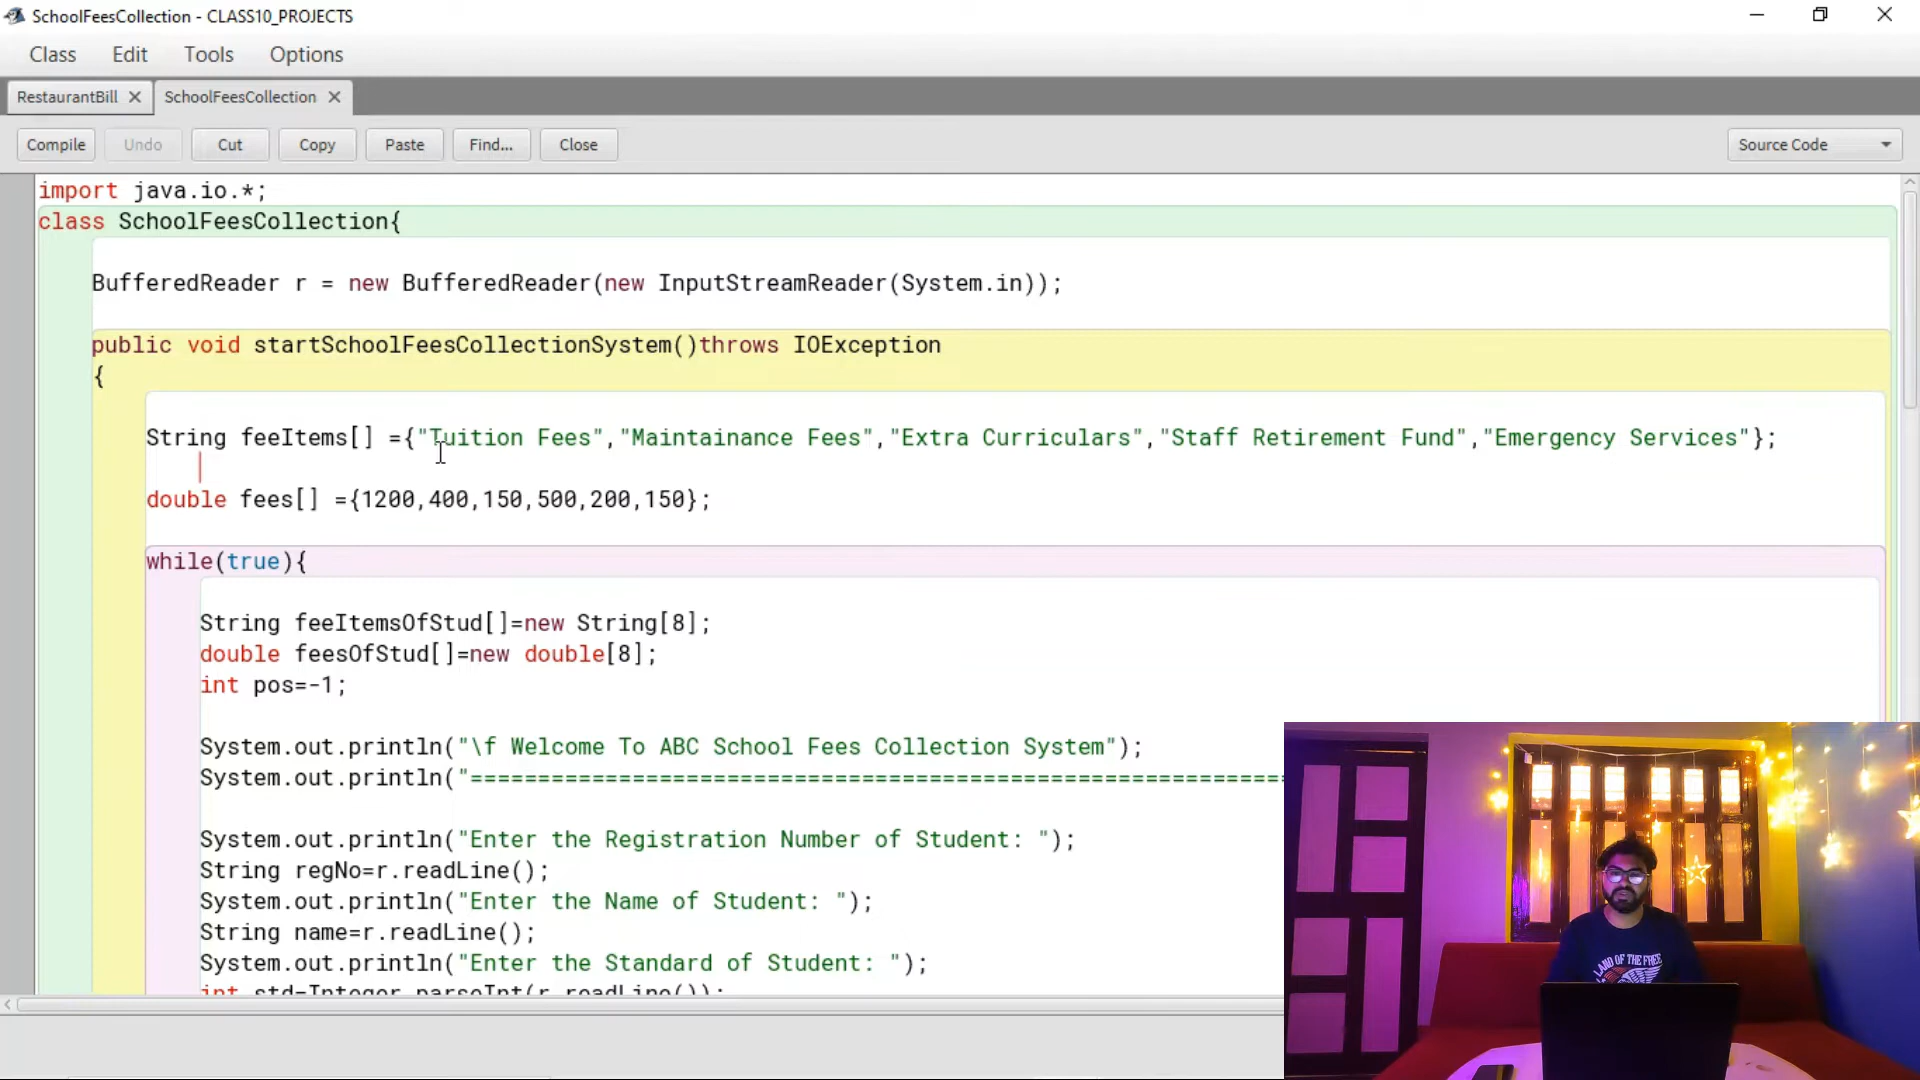 SchoolFeesCollection - CLASS10_PROJECTS
Class Edit Tools Options
RestaurantBill SchoolFeesCollection
Compile Undo Cut Copy Paste Find... Close Source Code
import java.io.*;
class SchoolFeesCollection{
BufferedReader r = new BufferedReader(new InputStreamReader(System.in));
public void startSchoolFeesCollectionSystem()throws IOException
{
String feeItems[] ={"Tuition Fees","Maintainance Fees","Extra Curriculars","Staff Retirement Fund","Emergency Services"};
double fees[] ={1200,400,150,500,200,150};
while(true){
String feeItemsOfStud[]=new String[8];
double feesOfStud[]=new double[8];
int pos=-1;
System.out.println("\f Welcome To ABC School Fees Collection System");
System.out.println("=============================================================
System.out.println("Enter the Registration Number of Student: ");
String regNo=r.readLine();
System.out.println("Enter the Name of Student: ");
String name=r.readLine();
System.out.println("Enter the Standard of Student: ");
int std=Integer.parseInt(r.readLine());
LAND OF THE FREE